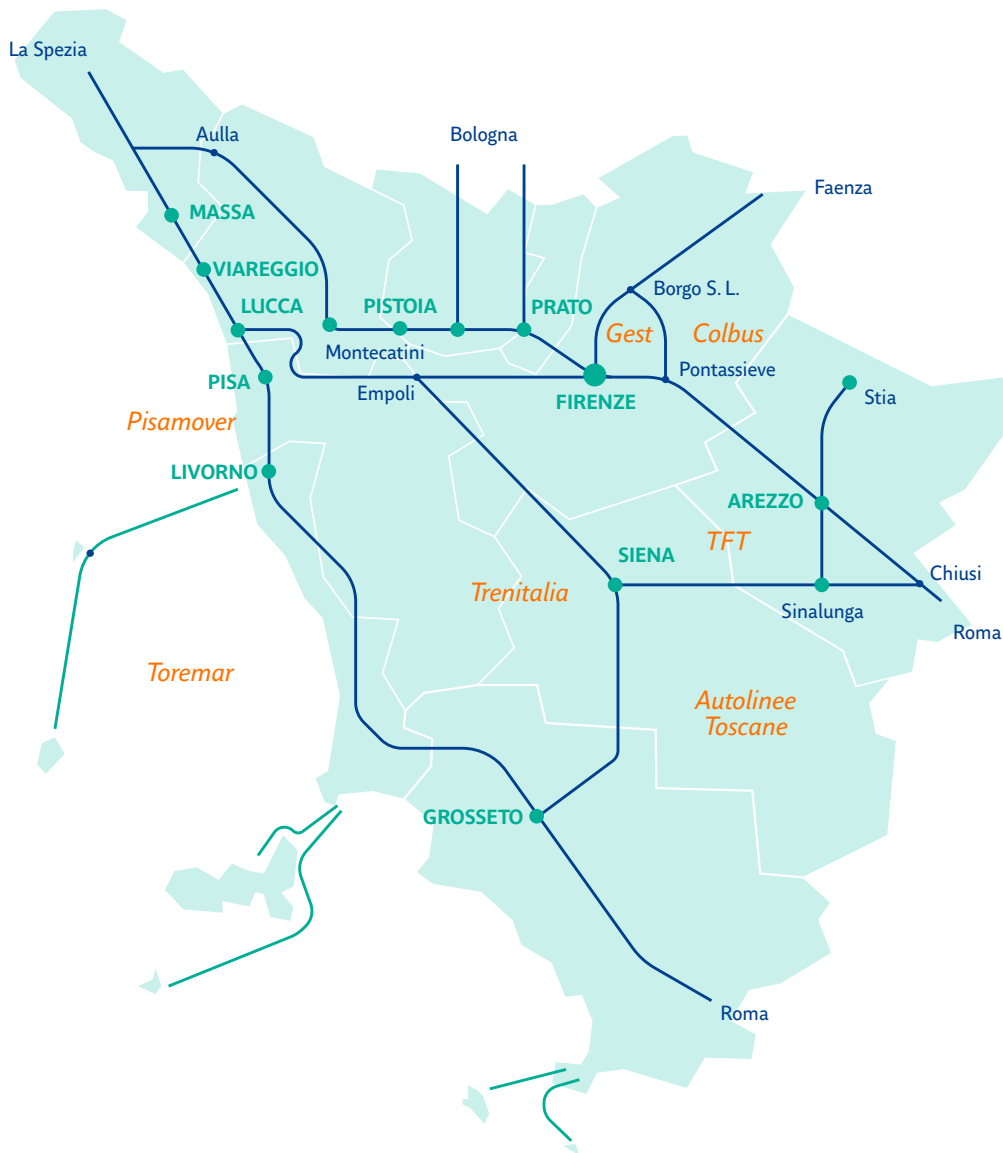 La Spezia
Aulla
Bologna
Faenza
MASSA
VIAREGGIO
LUCCA
PISTOIA
PRATO
Borgo S. L.
Gest
Colbus
Montecatini
Pontassieve
PISA
Empoli
FIRENZE
Stia
Pisamover
LIVORNO
AREZZO
TFT
SIENA
Trenitalia
Chiusi
Sinalunga
Roma
Toremar
Autolinee
Toscane
GROSSETO
Roma